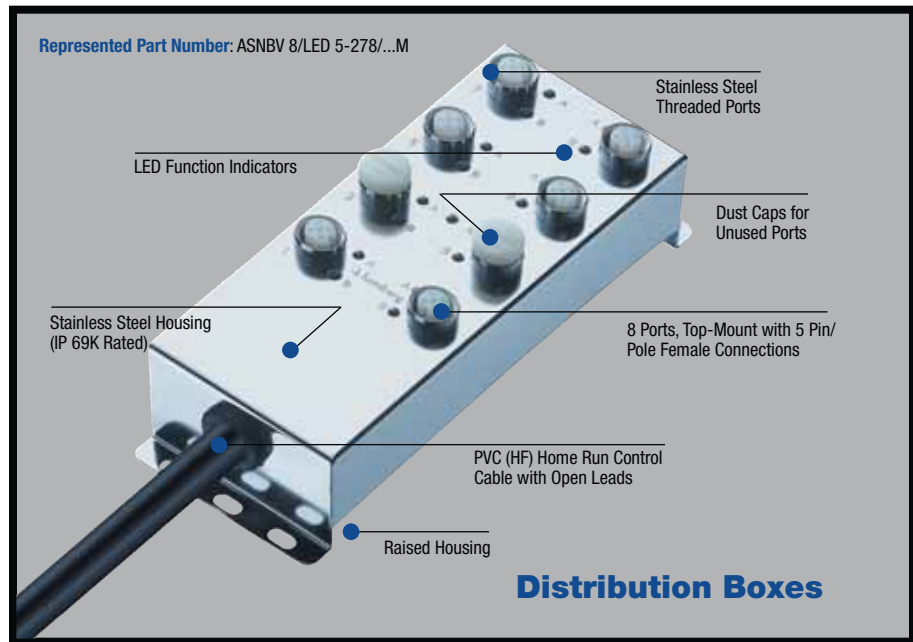 Represented Part Number: ASNBV 8/LED 5-278/...M
Stainless Steel
Threaded Ports
LED Function Indicators
Dust Caps for
Unused Ports
Stainless Steel Housing
(IP 69K Rated)
8 Ports, Top-Mount with 5 Pin/
Pole Female Connections
PVC (HF) Home Run Control
Cable with Open Leads
Raised Housing
Distribution Boxes